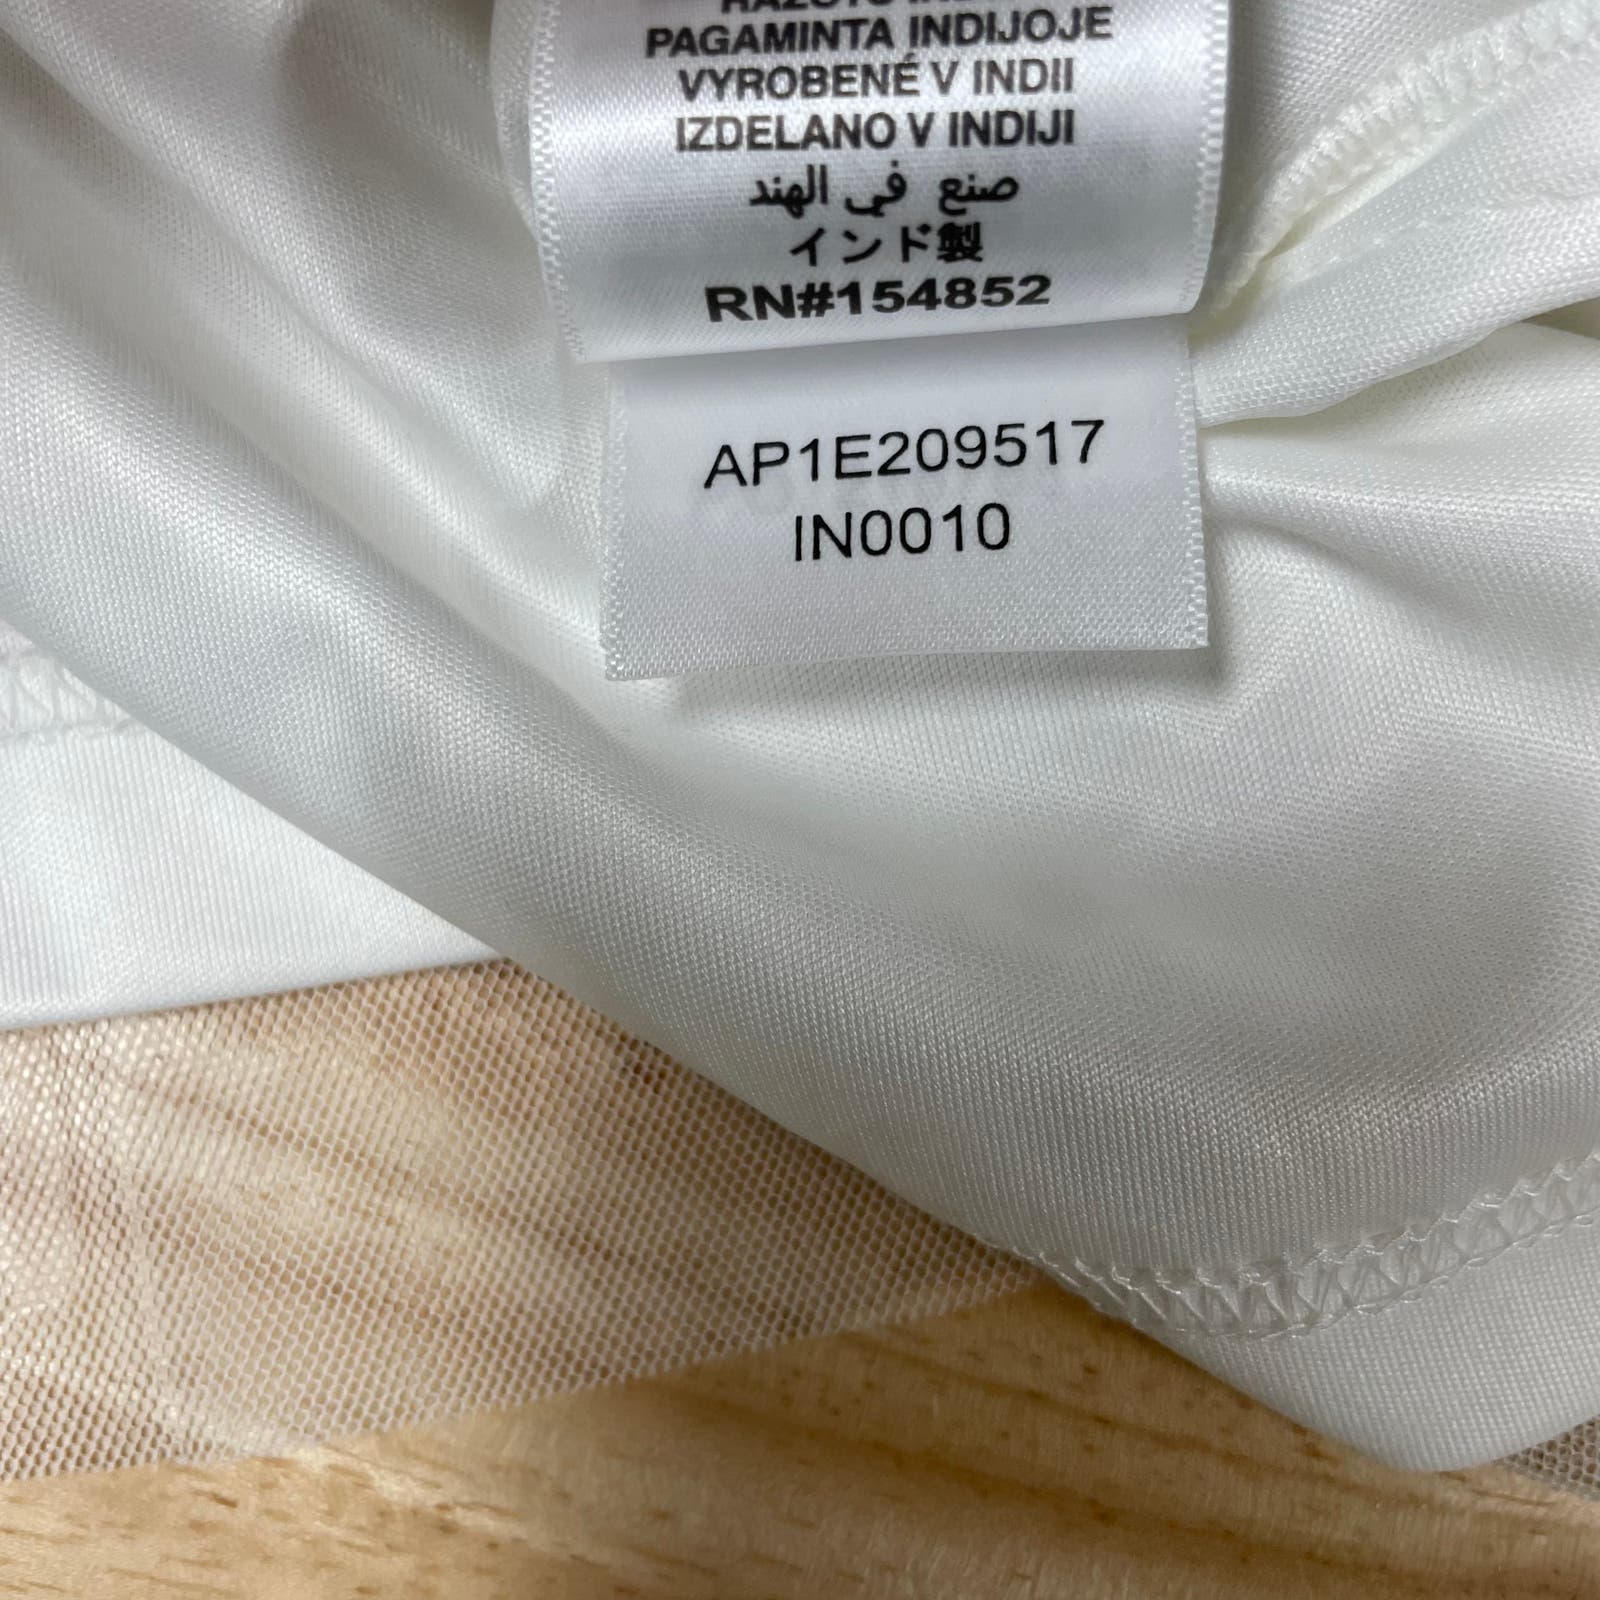 PAGAMINTA INDIJOJE
VYROBENÉ V INDII
IZDELANO V INDIJI
صنع في الهند
インド製
RN#154852
AP1E209517
IN0010